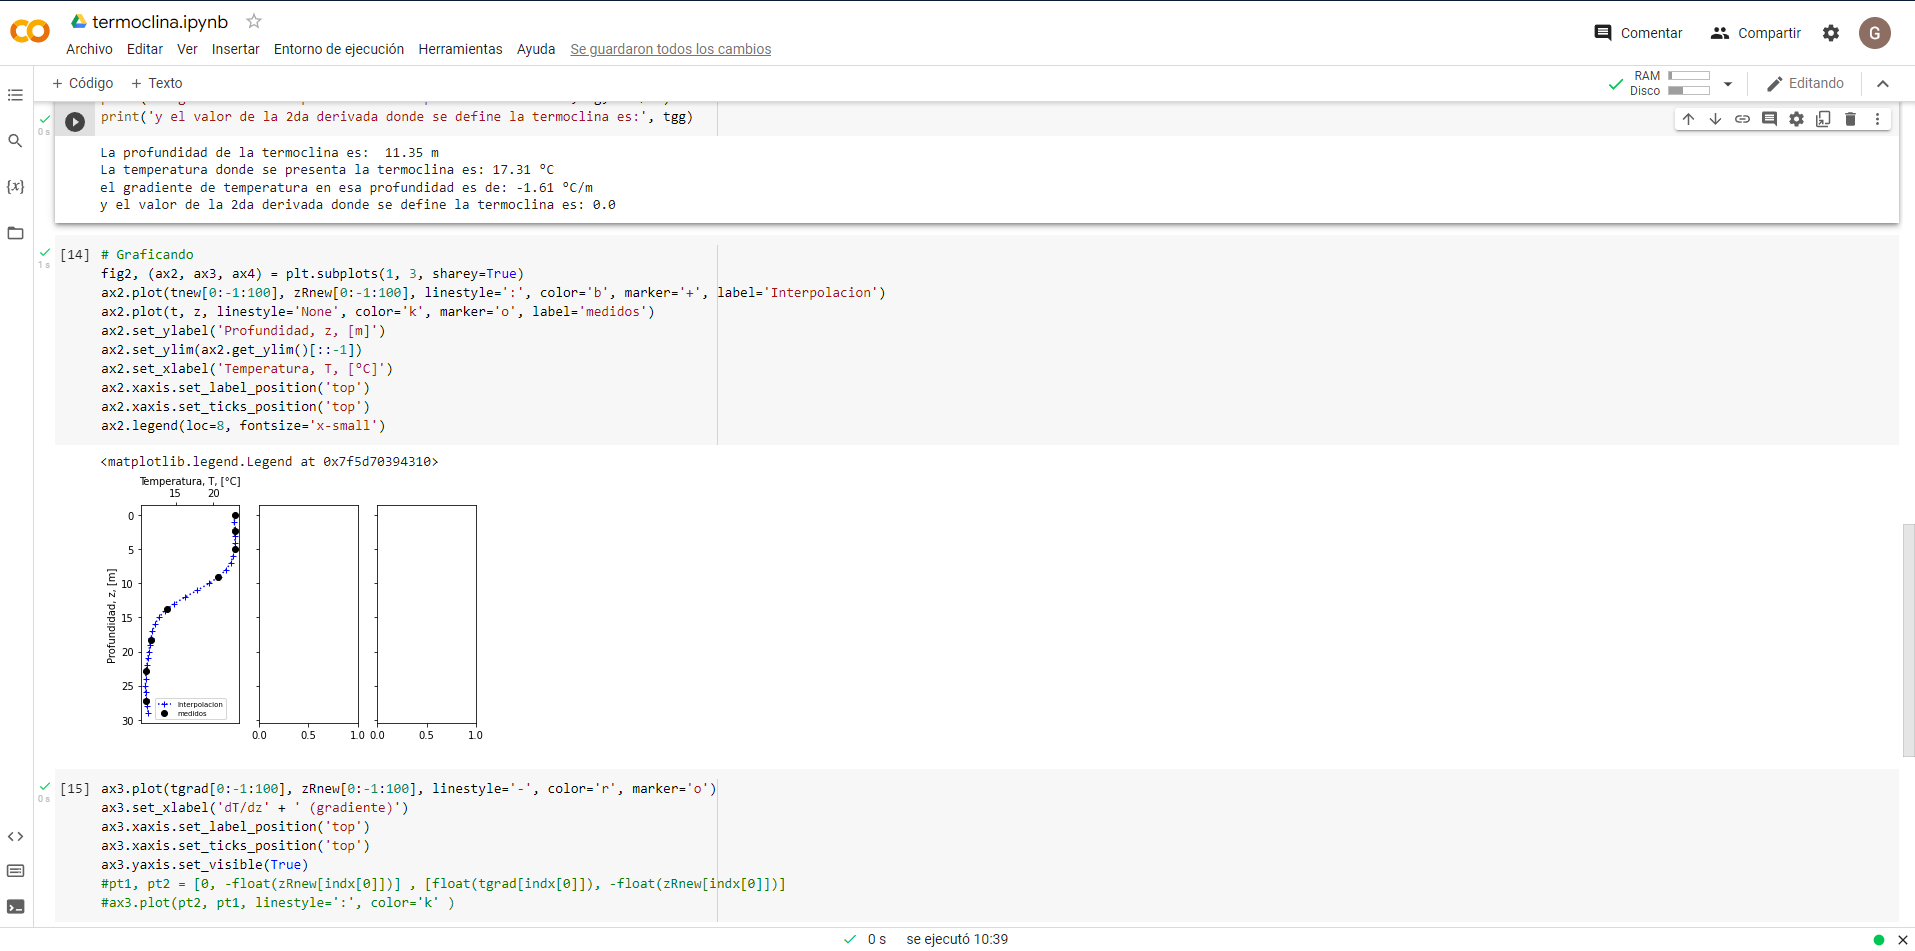 termoclina.ipynb
Archivo Editar Ver Insertar Entorno de ejecución Herramientas Ayuda Se guardaron todos los cambios
Comentar Compartir G
+ Código + Texto
RAM
Disco
Editando
0 s
print('y el valor de la 2da derivada donde se define la termoclina es:', tgg)
La profundidad de la termoclina es:  11.35 m
La temperatura donde se presenta la termoclina es: 17.31 ºC
el gradiente de temperatura en esa profundidad es de: -1.61 ºC/m
y el valor de la 2da derivada donde se define la termoclina es: 0.0
1 s
[14] # Graficando
fig2, (ax2, ax3, ax4) = plt.subplots(1, 3, sharey=True)
ax2.plot(tnew[0:-1:100], zRnew[0:-1:100], linestyle=':', color='b', marker='+', label='Interpolacion')
ax2.plot(t, z, linestyle='None', color='k', marker='o', label='medidos')
ax2.set_ylabel('Profundidad, z, [m]')
ax2.set_ylim(ax2.get_ylim()[::-1])
ax2.set_xlabel('Temperatura, T, [ºC]')
ax2.xaxis.set_label_position('top')
ax2.xaxis.set_ticks_position('top')
ax2.legend(loc=8, fontsize='x-small')
<matplotlib.legend.Legend at 0x7f5d70394310>
Temperatura, T, [ºC]
15 20
Profundidad, z, [m]
0
5
10
15
20
25
30
Interpolacion
medidos
0.0 0.5 1.0 0.0 0.5 1.0
0 s
[15] ax3.plot(tgrad[0:-1:100], zRnew[0:-1:100], linestyle='-', color='r', marker='o')
ax3.set_xlabel('dT/dz' + ' (gradiente)')
ax3.xaxis.set_label_position('top')
ax3.xaxis.set_ticks_position('top')
ax3.yaxis.set_visible(True)
#pt1, pt2 = [0, -float(zRnew[indx[0]])] , [float(tgrad[indx[0]]), -float(zRnew[indx[0]])]
#ax3.plot(pt2, pt1, linestyle=':', color='k' )
0 s se ejecutó 10:39